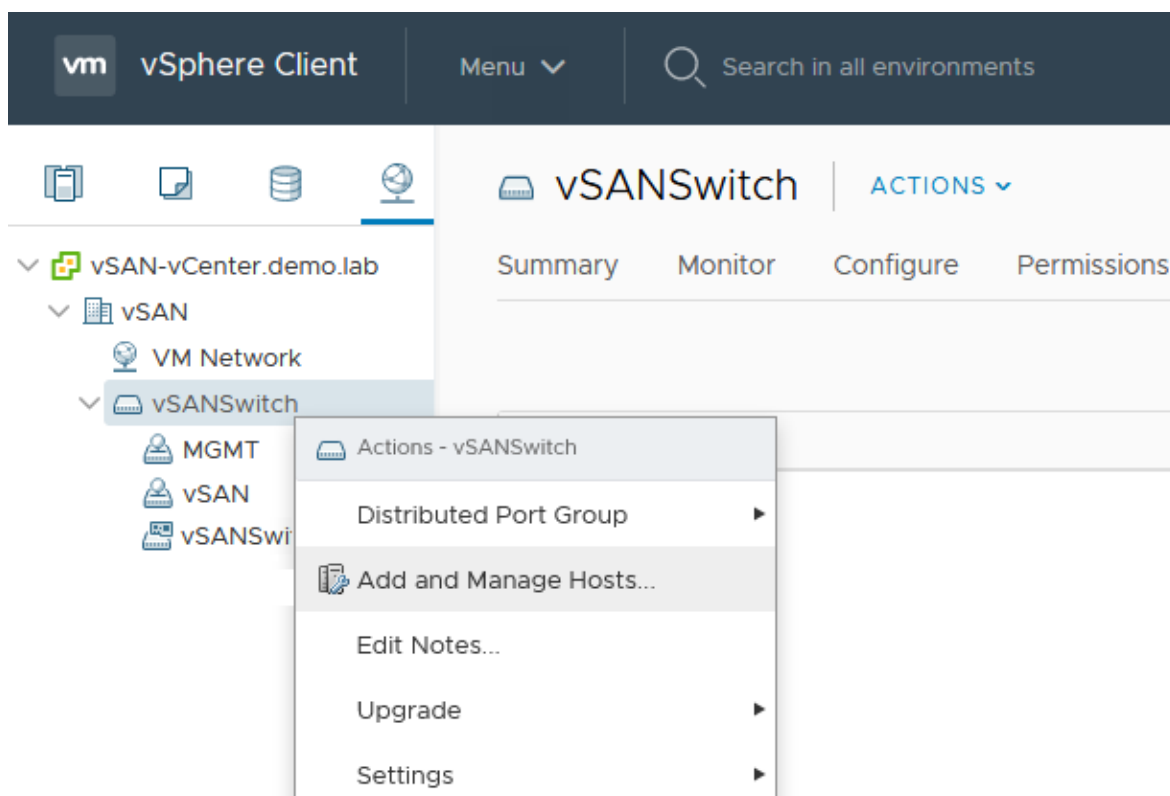 vm vSphere Client Menu Search in all environments
vSANSwitch ACTIONS
Summary Monitor Configure Permissions
vSAN-vCenter.demo.lab
vSAN
VM Network
vSANSwitch
MGMT
vSAN
vSANSwi
Actions - vSANSwitch
Distributed Port Group
Add and Manage Hosts...
Edit Notes...
Upgrade
Settings